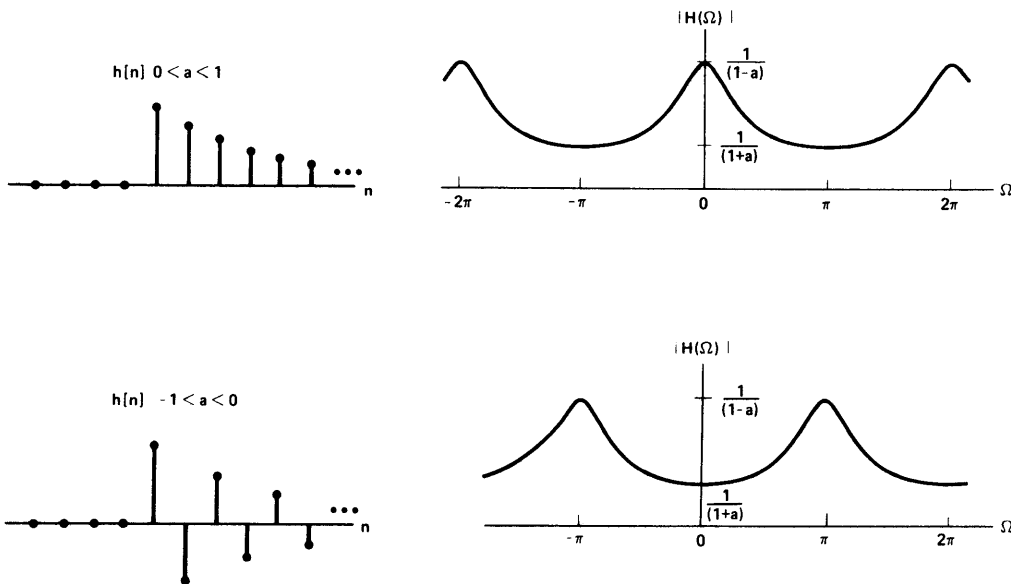 |H(Ω)|
h[n] 0 < a < 1
1/(1-a)
1/(1+a)
n
-2π -π 0 π 2π Ω
|H(Ω)|
h[n] -1 < a < 0
1/(1-a)
1/(1+a)
n
-π 0 π 2π Ω